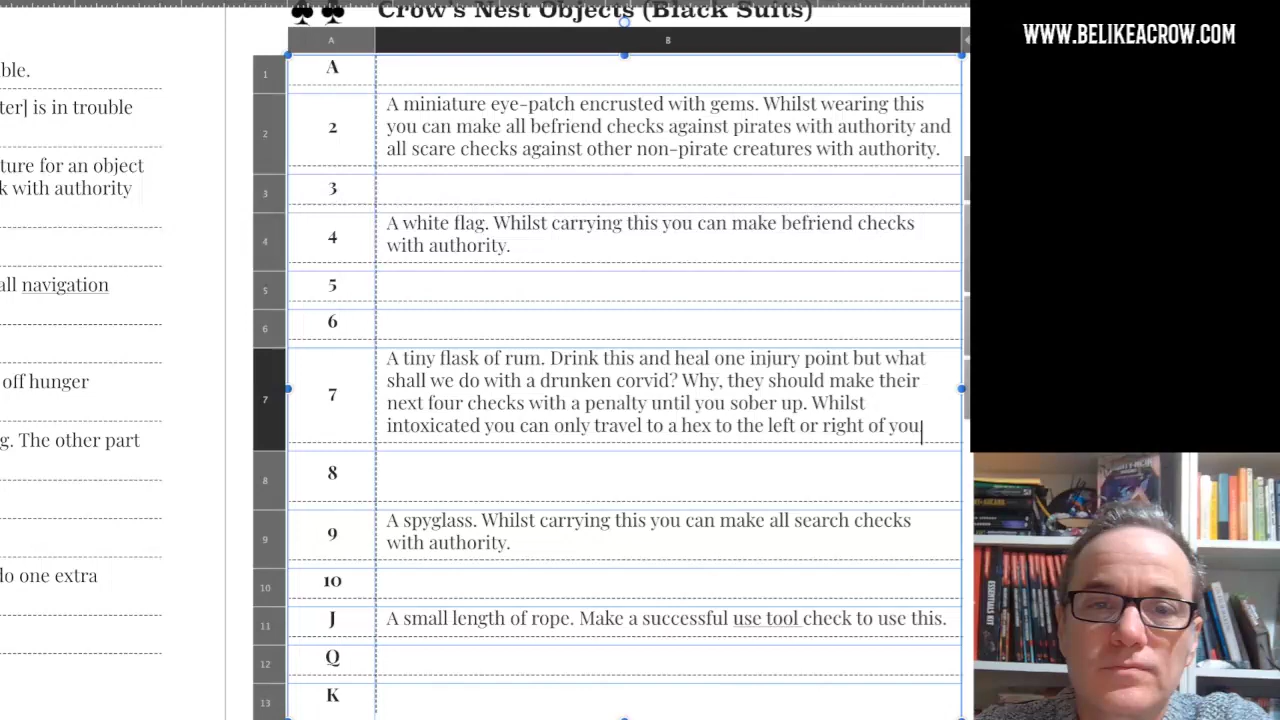 Crow's Nest Objects (Black Suits)
WWW.BELIKEACROW.COM
A
B
ble.
ter] is in trouble
ture for an object
k with authority
all navigation
off hunger
g. The other part
do one extra
1
A
2
2
A miniature eye-patch encrusted with gems. Whilst wearing this
you can make all befriend checks against pirates with authority and
all scare checks against other non-pirate creatures with authority.
3
3
4
4
A white flag. Whilst carrying this you can make befriend checks
with authority.
5
5
6
6
7
7
A tiny flask of rum. Drink this and heal one injury point but what
shall we do with a drunken corvid? Why, they should make their
next four checks with a penalty until you sober up. Whilst
intoxicated you can only travel to a hex to the left or right of you
8
8
9
9
A spyglass. Whilst carrying this you can make all search checks
with authority.
10
10
11
J
A small length of rope. Make a successful use tool check to use this.
12
Q
13
K
ESSENTIALS KIT